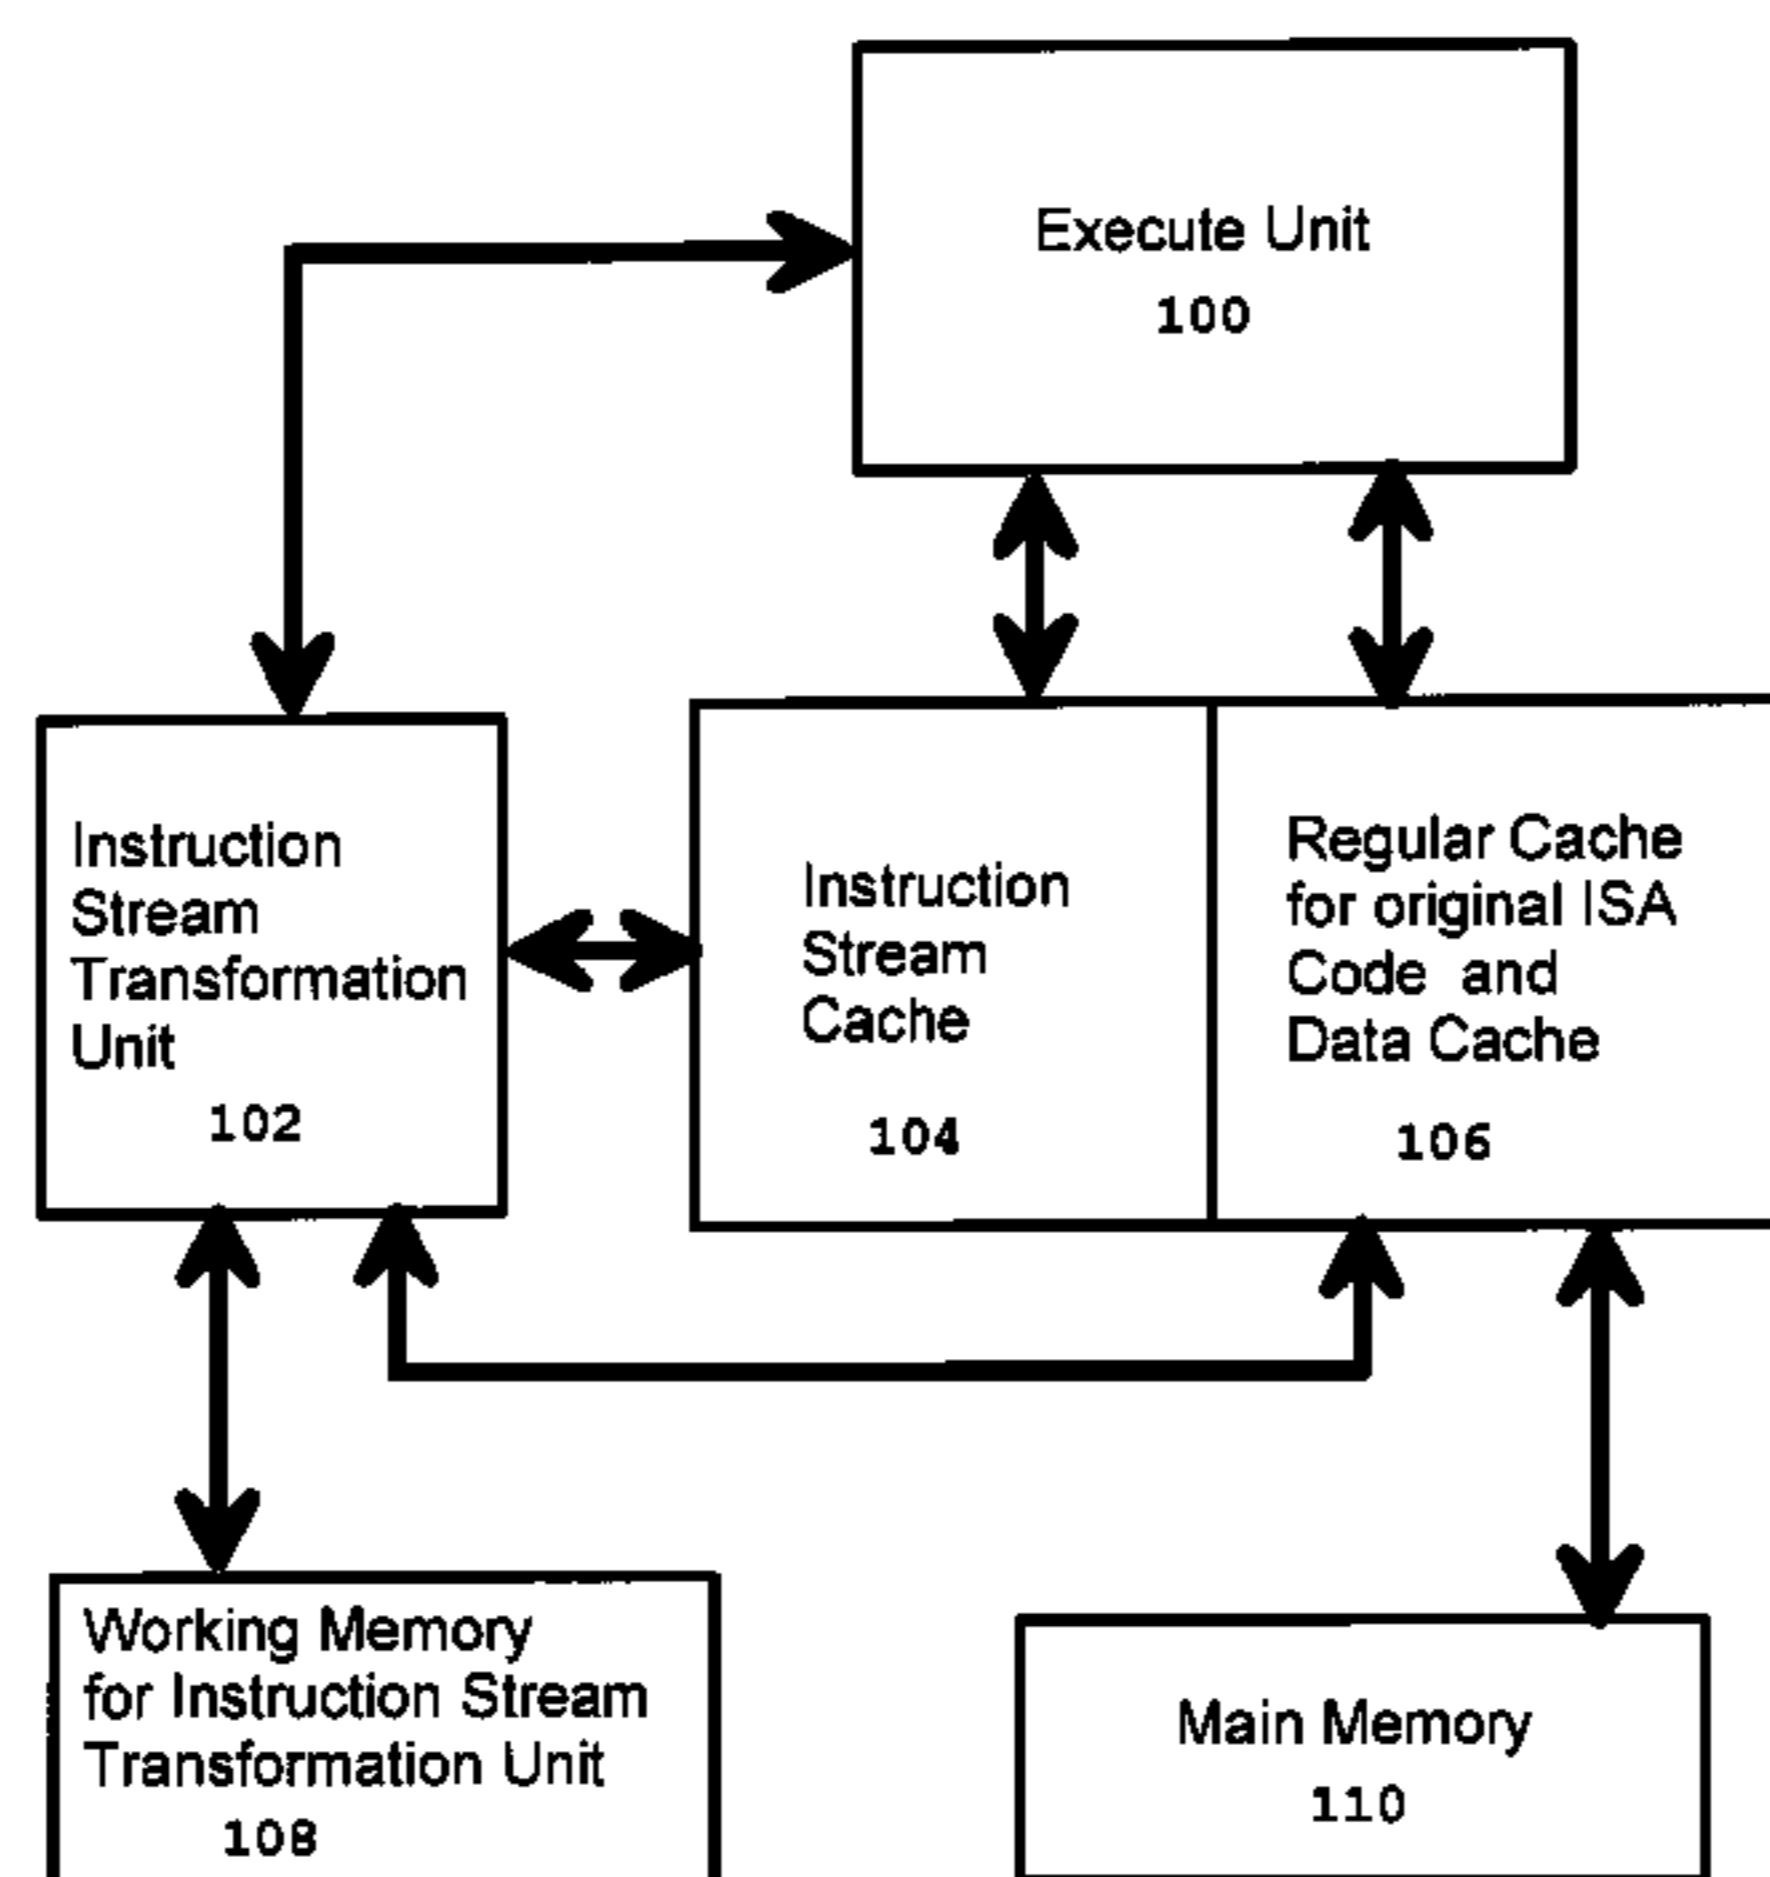 Execute Unit
100
Instruction
Stream
Transformation
Unit
102
Instruction
Stream
Cache
104
Regular Cache
for original ISA
Code and
Data Cache
106
Working Memory
for Instruction Stream
Transformation Unit
108
Main Memory
110